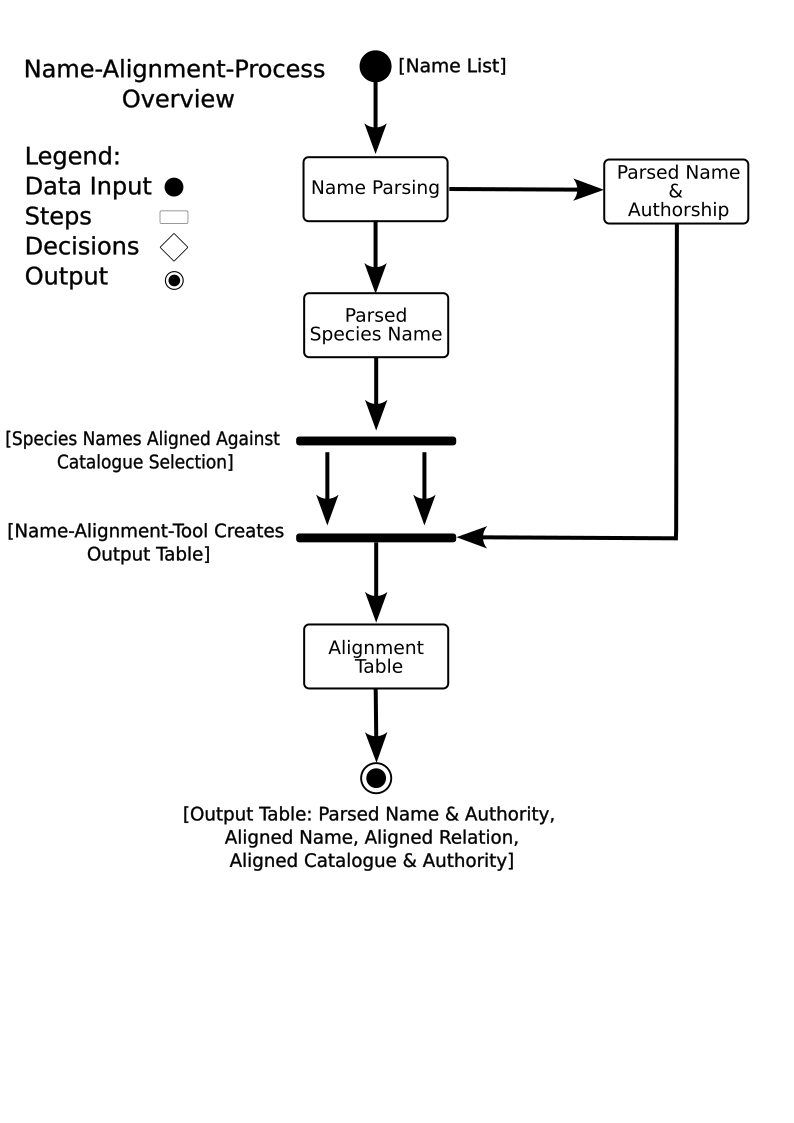 Name-Alignment-Process
Overview
[Name List]
Legend:
Data Input
Steps
Decisions
Output
Name Parsing
Parsed Name
&
Authorship
Parsed
Species Name
[Species Names Aligned Against
Catalogue Selection]
[Name-Alignment-Tool Creates
Output Table]
Alignment
Table
[Output Table: Parsed Name & Authority,
Aligned Name, Aligned Relation,
Aligned Catalogue & Authority]